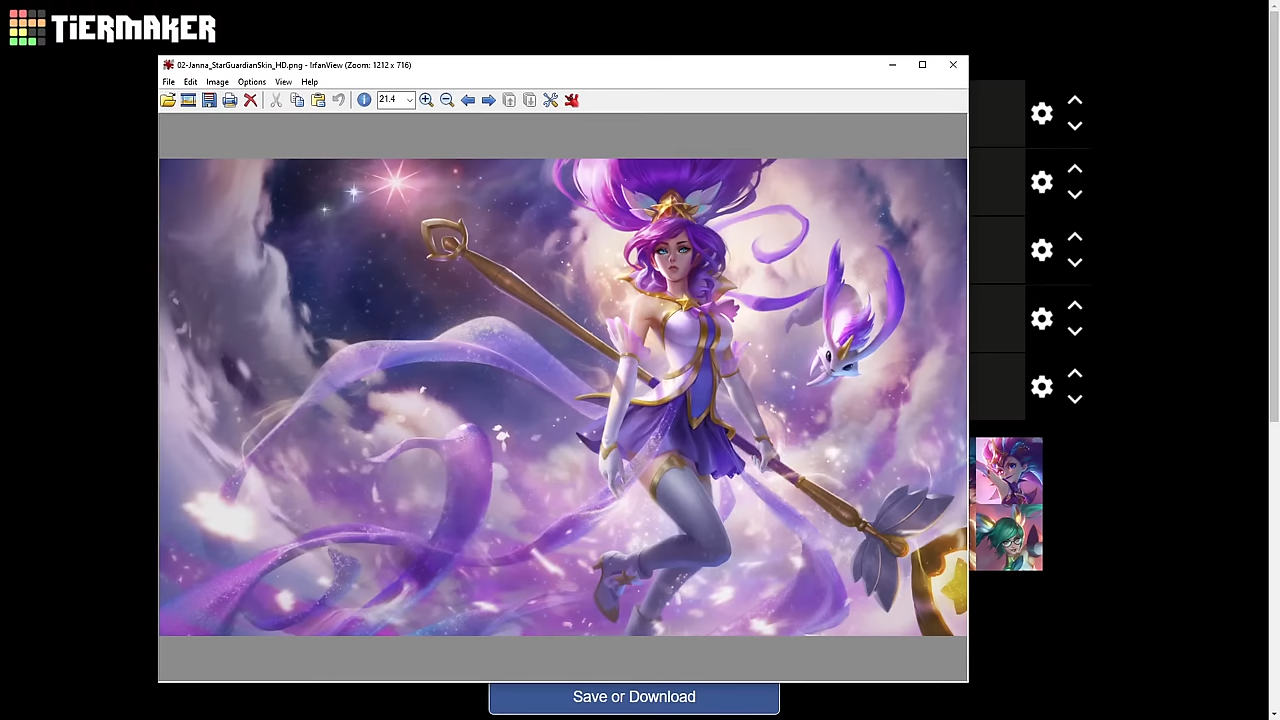 TIERMAKER
02-Janna_StarGuardianSkin_HD.png - IrfanView (Zoom: 1212 x 716)
File Edit Image Options View Help
21.4
Save or Download